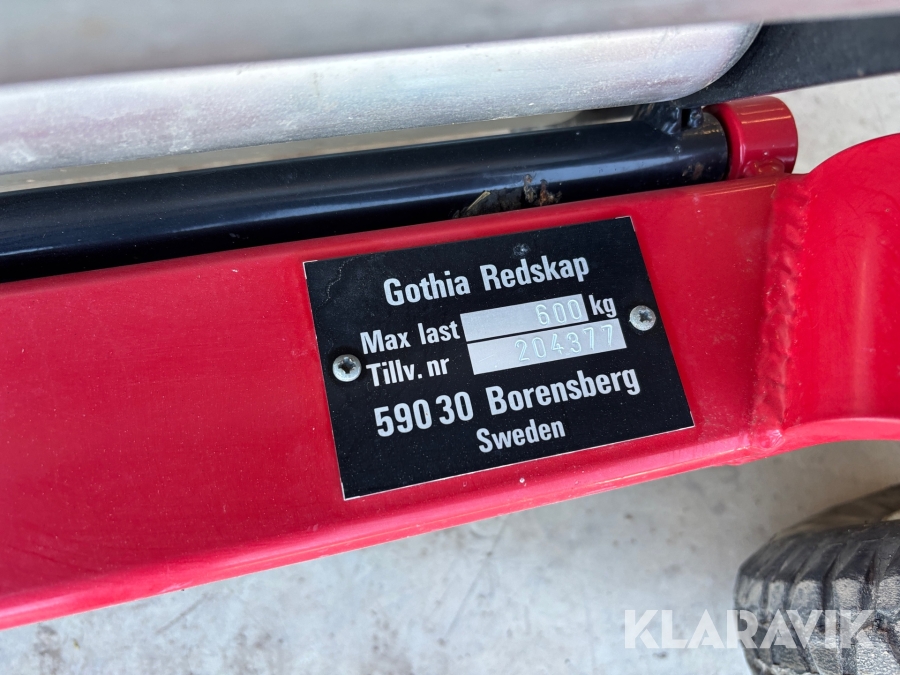 Gothia Redskap
Max last 600 kg
Tillv. nr 204377
590 30 Borensberg
Sweden
KLARAVIK